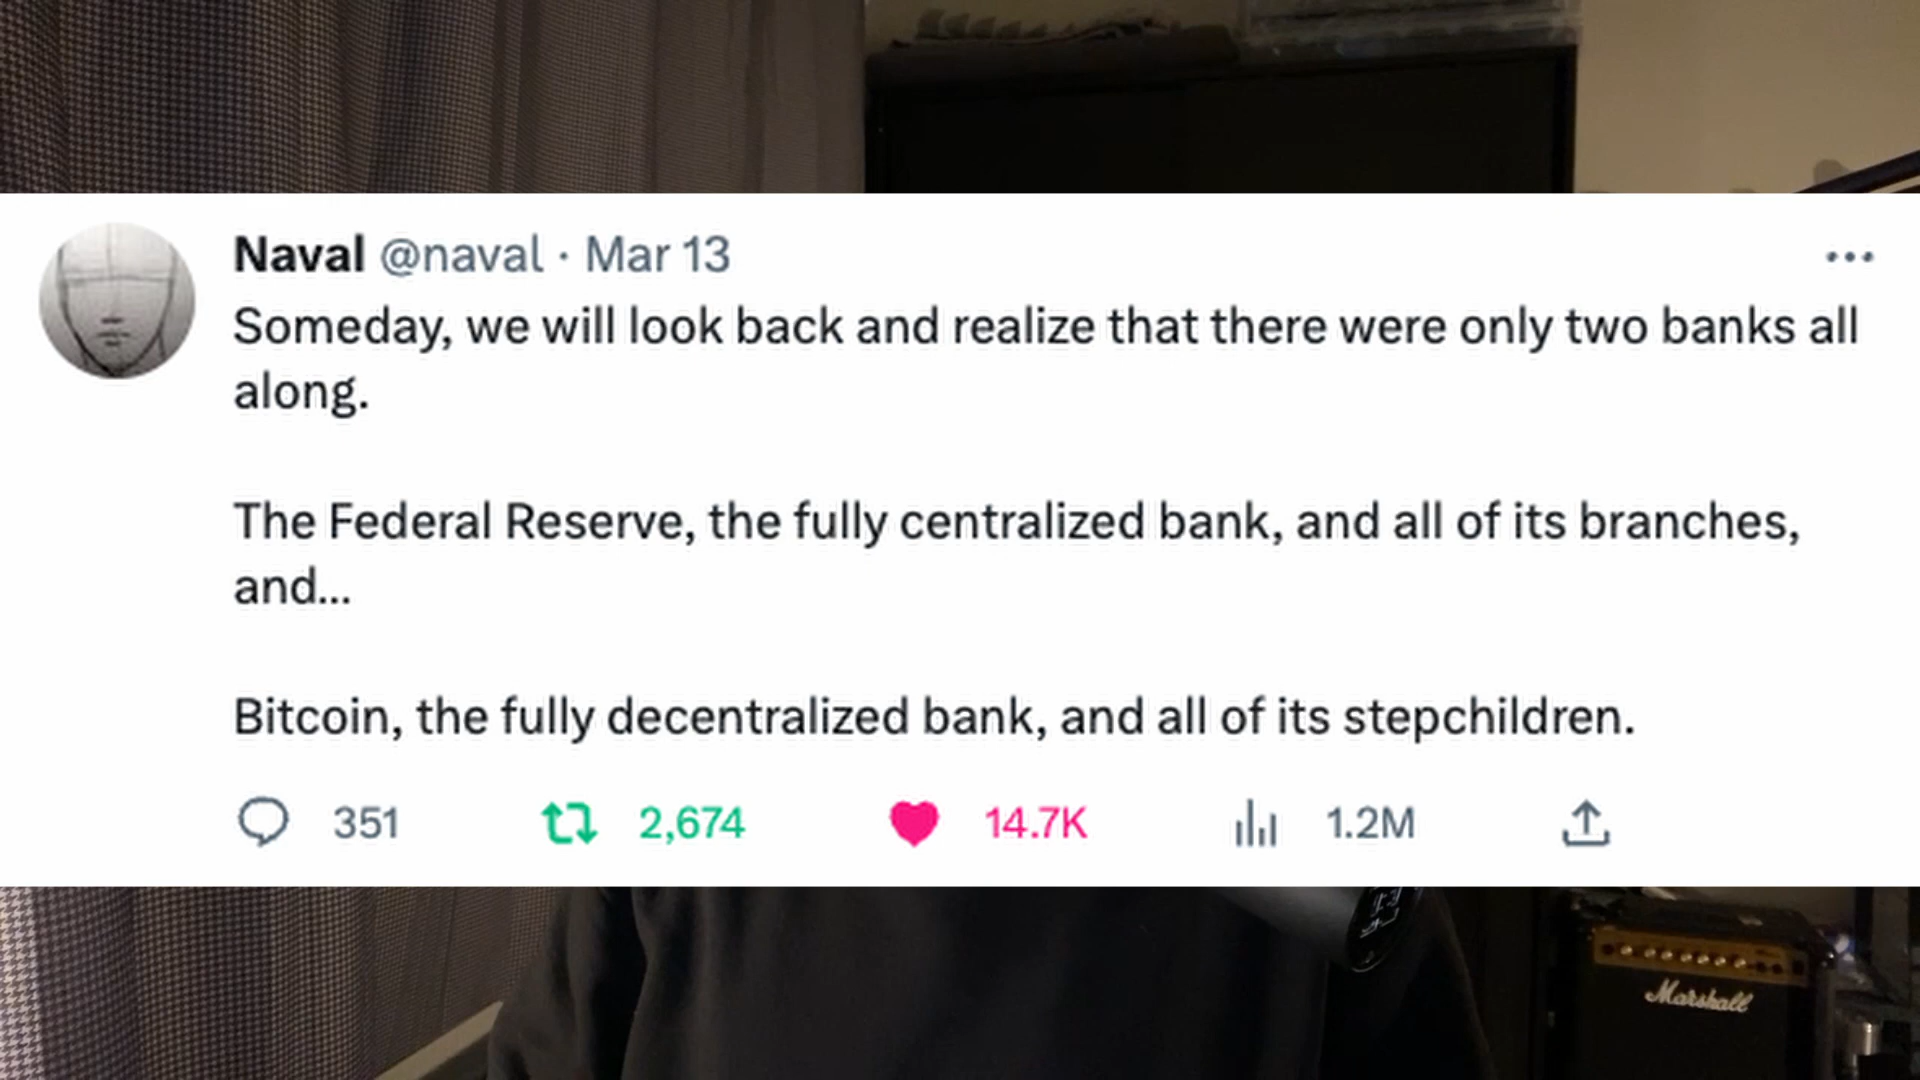 Naval @naval · Mar 13
Someday, we will look back and realize that there were only two banks all
along.
The Federal Reserve, the fully centralized bank, and all of its branches,
and...
Bitcoin, the fully decentralized bank, and all of its stepchildren.
351 2,674 14.7K 1.2M
Marshall